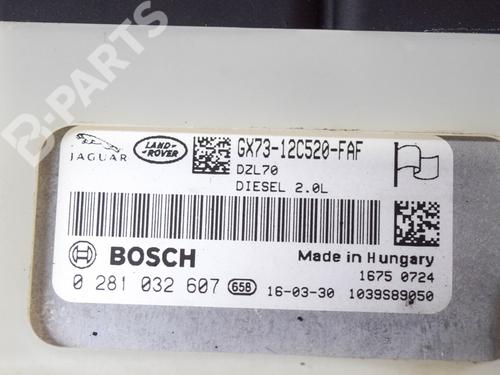 B-PARTS
JAGUAR
LAND-
ROVER
GX73-12C520-FAF
DZL70
DIESEL 2.0L
BOSCH
Made in Hungary
1675 0724
0 281 032 607 658 16-03-30 1039S89050